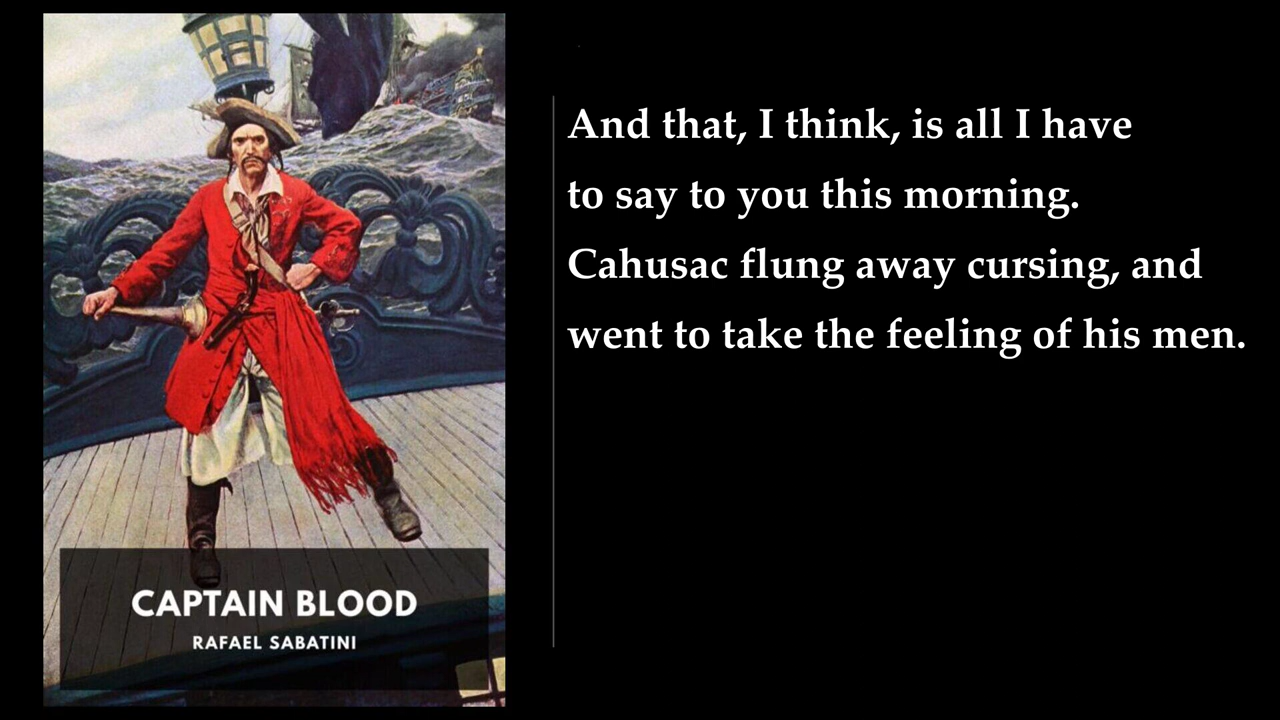 And that, I think, is all I have
to say to you this morning.
Cahusac flung away cursing, and
went to take the feeling of his men.
CAPTAIN BLOOD
RAFAEL SABATINI